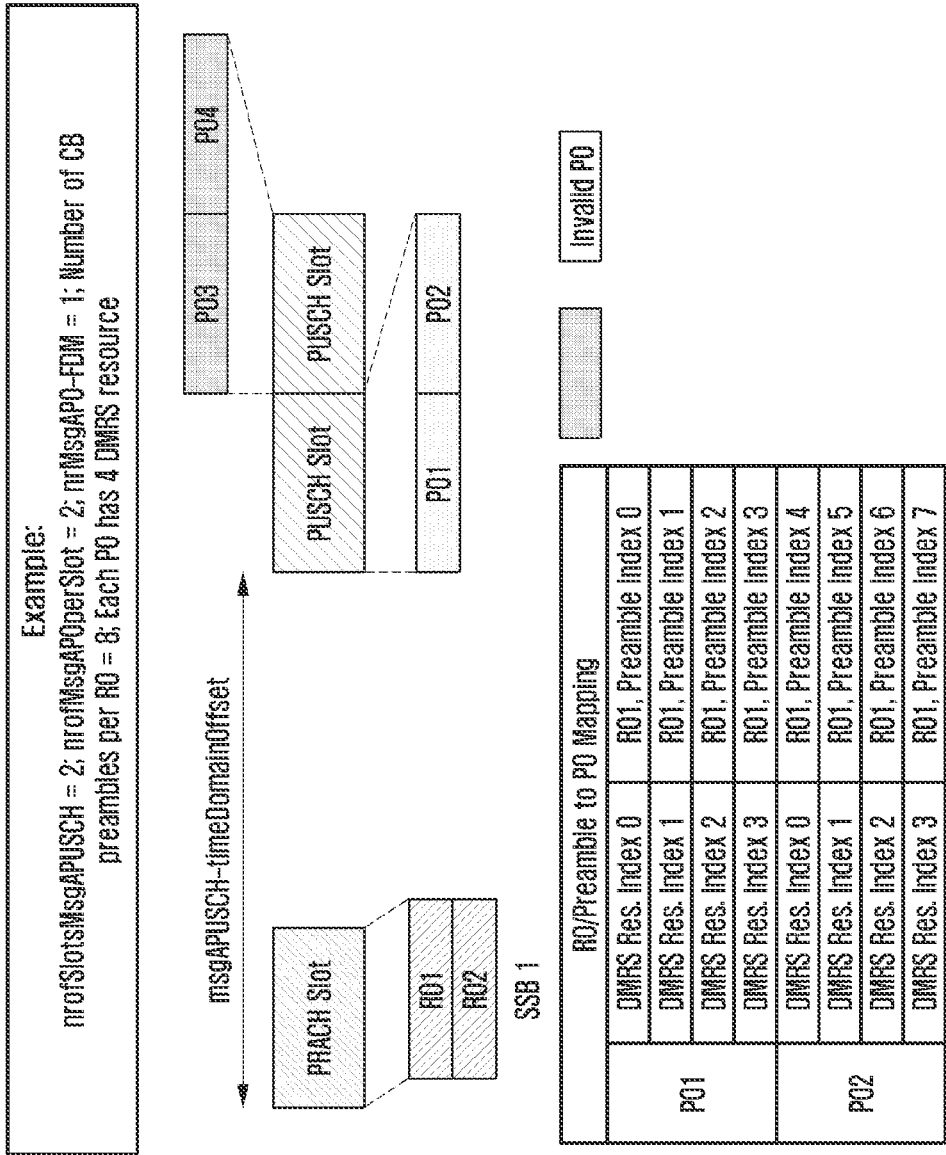 Example:
nrofSlotsMsgAPUSCH = 2; nrofMsgAPOperSlot = 2; nrMsgAPO-FDM = 1; Number of CB
preambles per RO = 8; Each PO has 4 DMRS resource
msgAPUSCH-timeDomainOffset
PO3 PO4
PRACH Slot PUSCH Slot PUSCH Slot
RO1
RO2
PO1 PO2
SSB 1
RO/Preamble to PO Mapping
PO1
DMRS Res. Index 0 RO1, Preamble Index 0
DMRS Res. Index 1 RO1, Preamble Index 1
DMRS Res. Index 2 RO1, Preamble Index 2
DMRS Res. Index 3 RO1, Preamble Index 3
PO2
DMRS Res. Index 0 RO1, Preamble Index 4
DMRS Res. Index 1 RO1, Preamble Index 5
DMRS Res. Index 2 RO1, Preamble Index 6
DMRS Res. Index 3 RO1, Preamble Index 7
Invalid PO